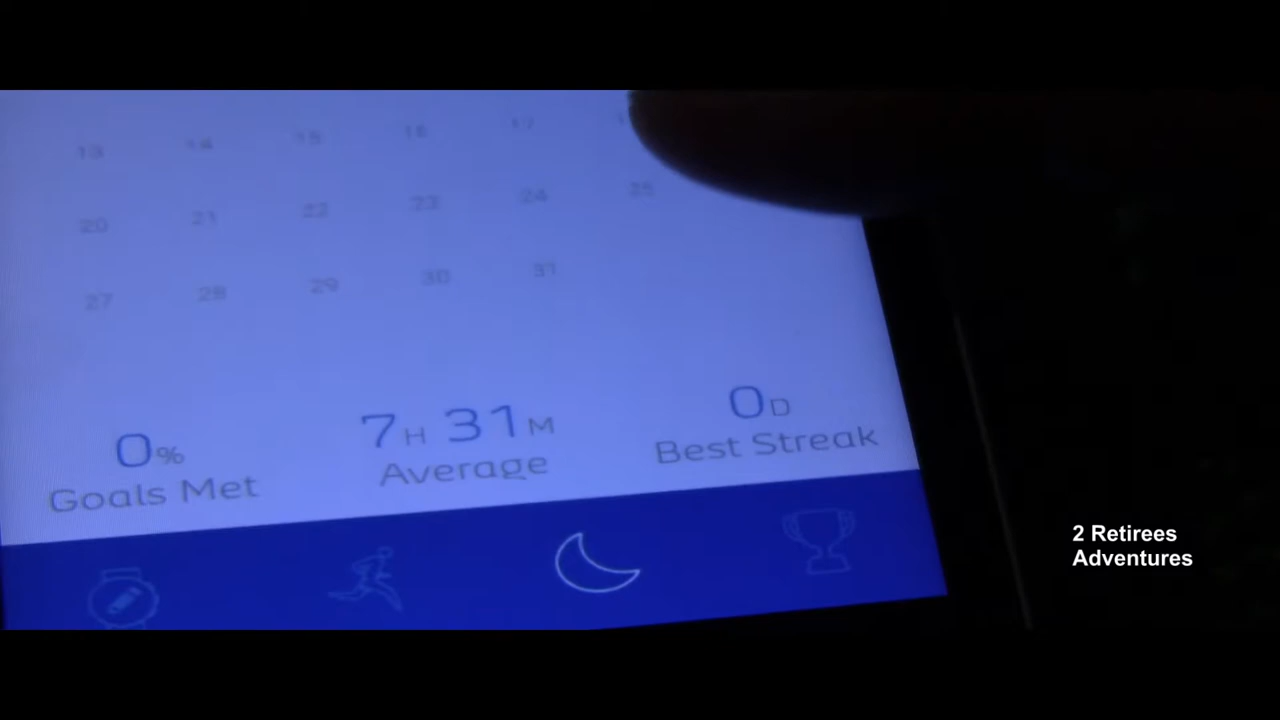 13 14 15 16 17
20 21 22 23 24 25
27 28 29 30 31
0% 7H 31M 0D
Goals Met Average Best Streak
2 Retirees
Adventures